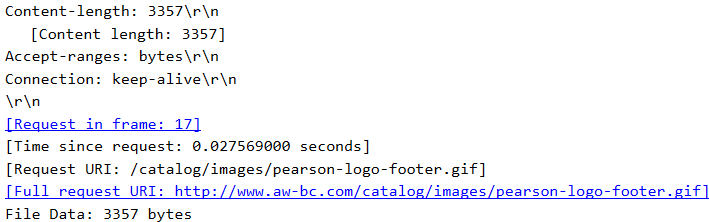 Content-length: 3357\r\n
[Content length: 3357]
Accept-ranges: bytes\r\n
Connection: keep-alive\r\n
\r\n
[Request in frame: 17]
[Time since request: 0.027569000 seconds]
[Request URI: /catalog/images/pearson-logo-footer.gif]
[Full request URI: http://www.aw-bc.com/catalog/images/pearson-logo-footer.gif]
File Data: 3357 bytes